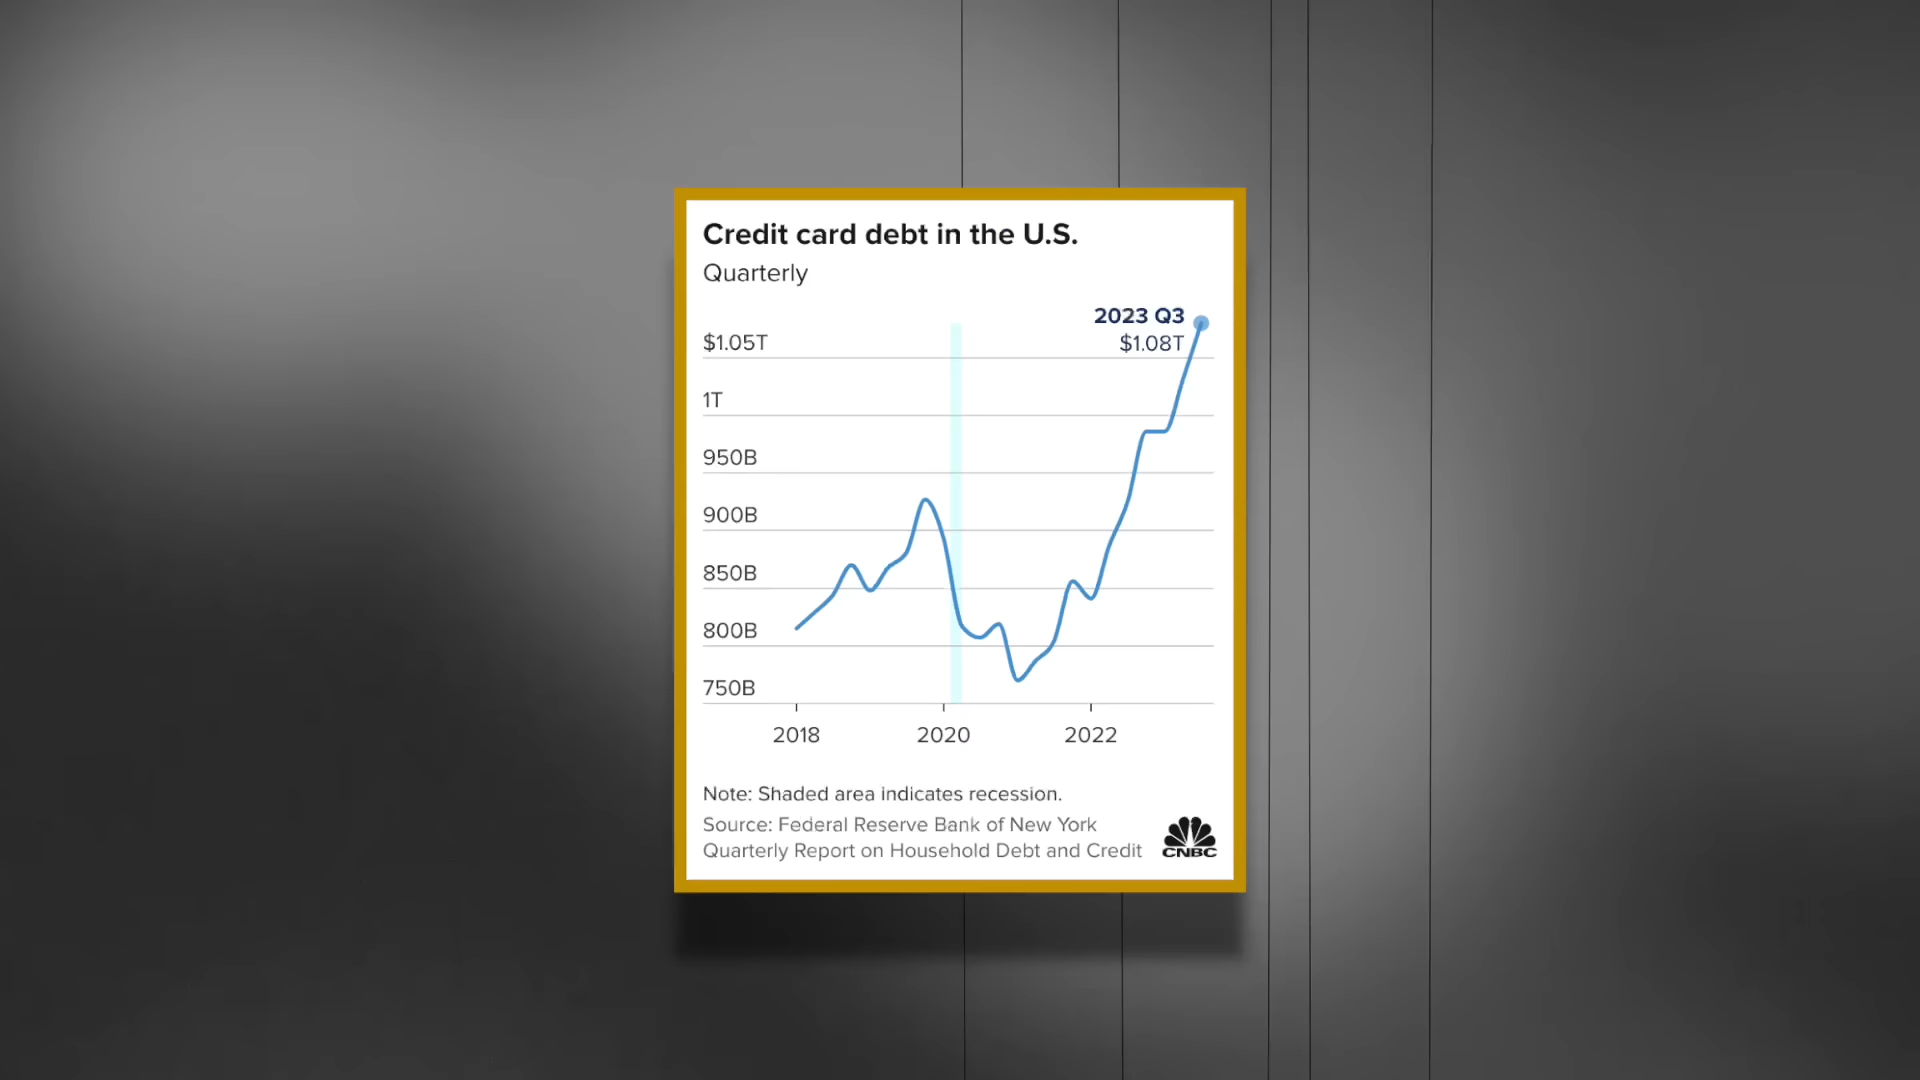 Credit card debt in the U.S.
Quarterly
2023 Q3
$1.08T
$1.05T
1T
950B
900B
850B
800B
750B
2018 2020 2022
Note: Shaded area indicates recession.
Source: Federal Reserve Bank of New York
Quarterly Report on Household Debt and Credit
CNBC